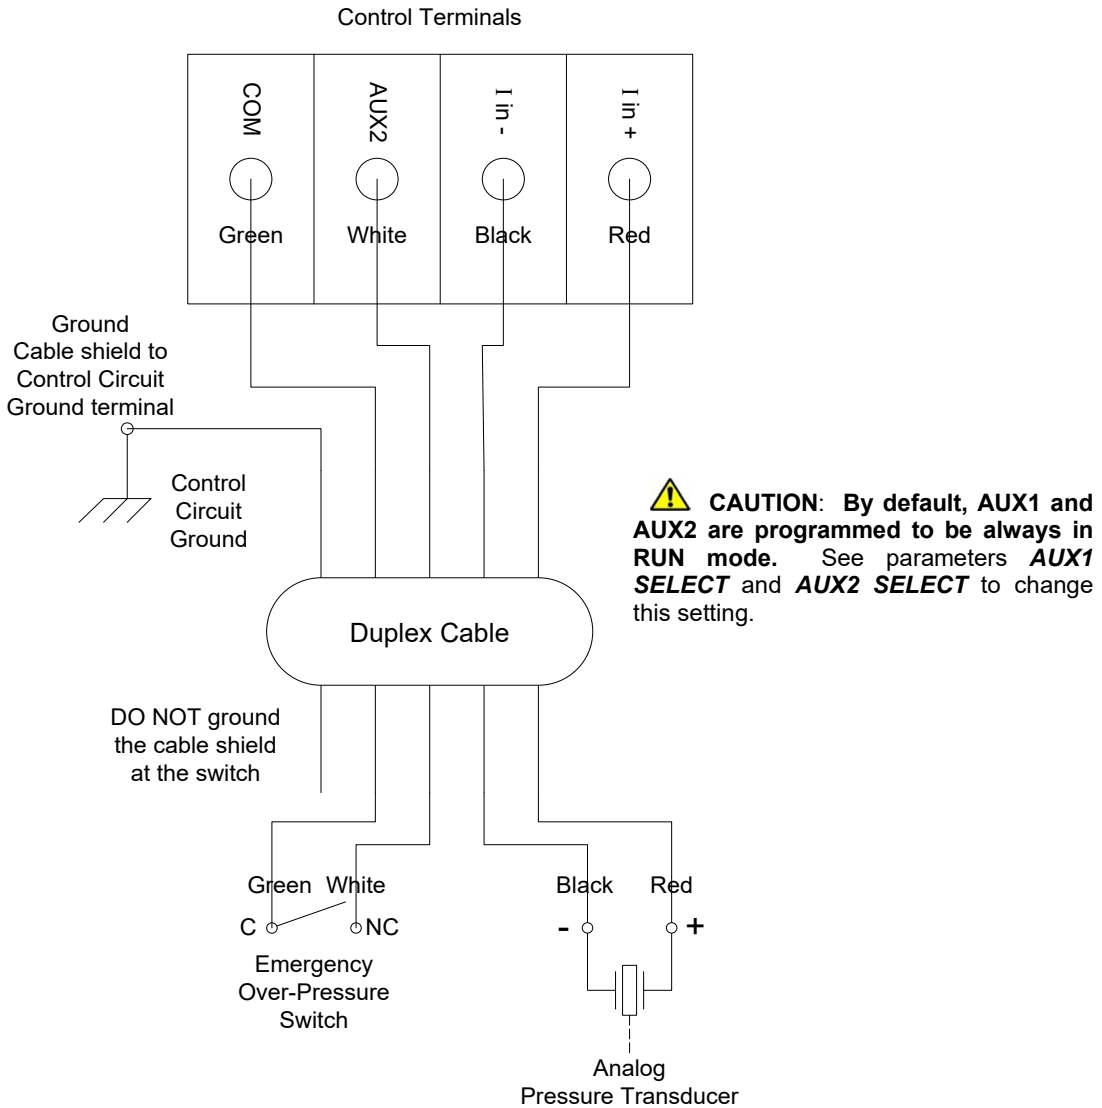 Control Terminals
COM
AUX2
I in -
I in +
Green
White
Black
Red
Ground
Cable shield to
Control Circuit
Ground terminal
Control
Circuit
Ground
CAUTION: By default, AUX1 and
AUX2 are programmed to be always in
RUN mode. See parameters AUX1
SELECT and AUX2 SELECT to change
this setting.
Duplex Cable
DO NOT ground
the cable shield
at the switch
Green White
Black Red
C NC
- +
Emergency
Over-Pressure
Switch
Analog
Pressure Transducer